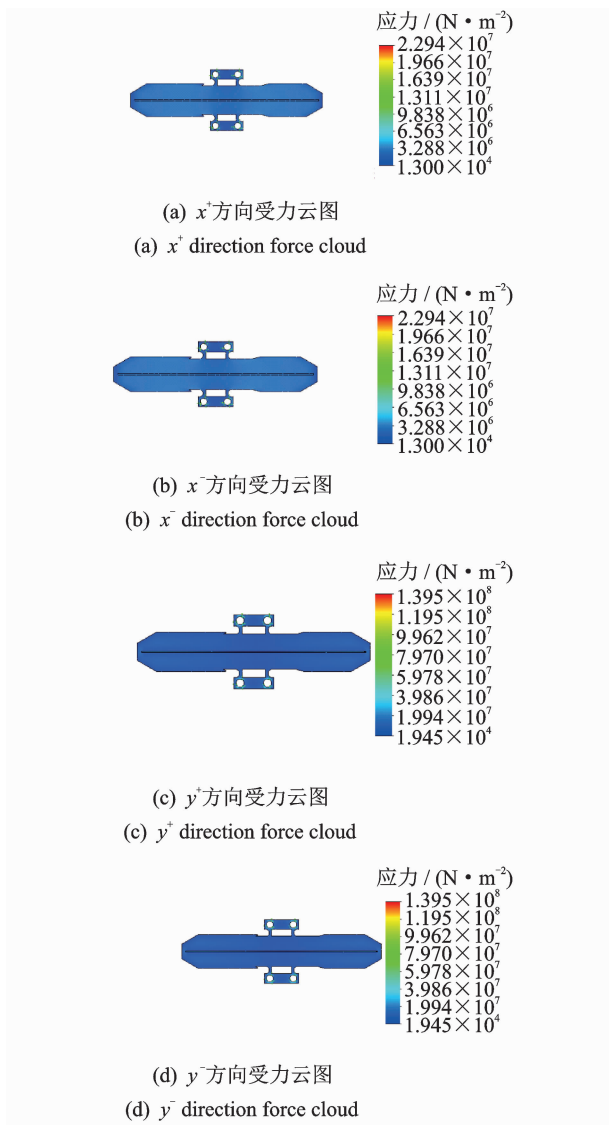 应力 / (N·m⁻²)
2.294×10⁷
1.966×10⁷
1.639×10⁷
1.311×10⁷
9.838×10⁶
6.563×10⁶
3.288×10⁶
1.300×10⁴
(a) x⁺方向受力云图
(a) x⁺ direction force cloud
应力 / (N·m⁻²)
2.294×10⁷
1.966×10⁷
1.639×10⁷
1.311×10⁷
9.838×10⁶
6.563×10⁶
3.288×10⁶
1.300×10⁴
(b) x⁻方向受力云图
(b) x⁻ direction force cloud
应力 / (N·m⁻²)
1.395×10⁸
1.195×10⁸
9.962×10⁷
7.970×10⁷
5.978×10⁷
3.986×10⁷
1.994×10⁷
1.945×10⁴
(c) y⁺方向受力云图
(c) y⁺ direction force cloud
应力 / (N·m⁻²)
1.395×10⁸
1.195×10⁸
9.962×10⁷
7.970×10⁷
5.978×10⁷
3.986×10⁷
1.994×10⁷
1.945×10⁴
(d) y⁻方向受力云图
(d) y⁻ direction force cloud